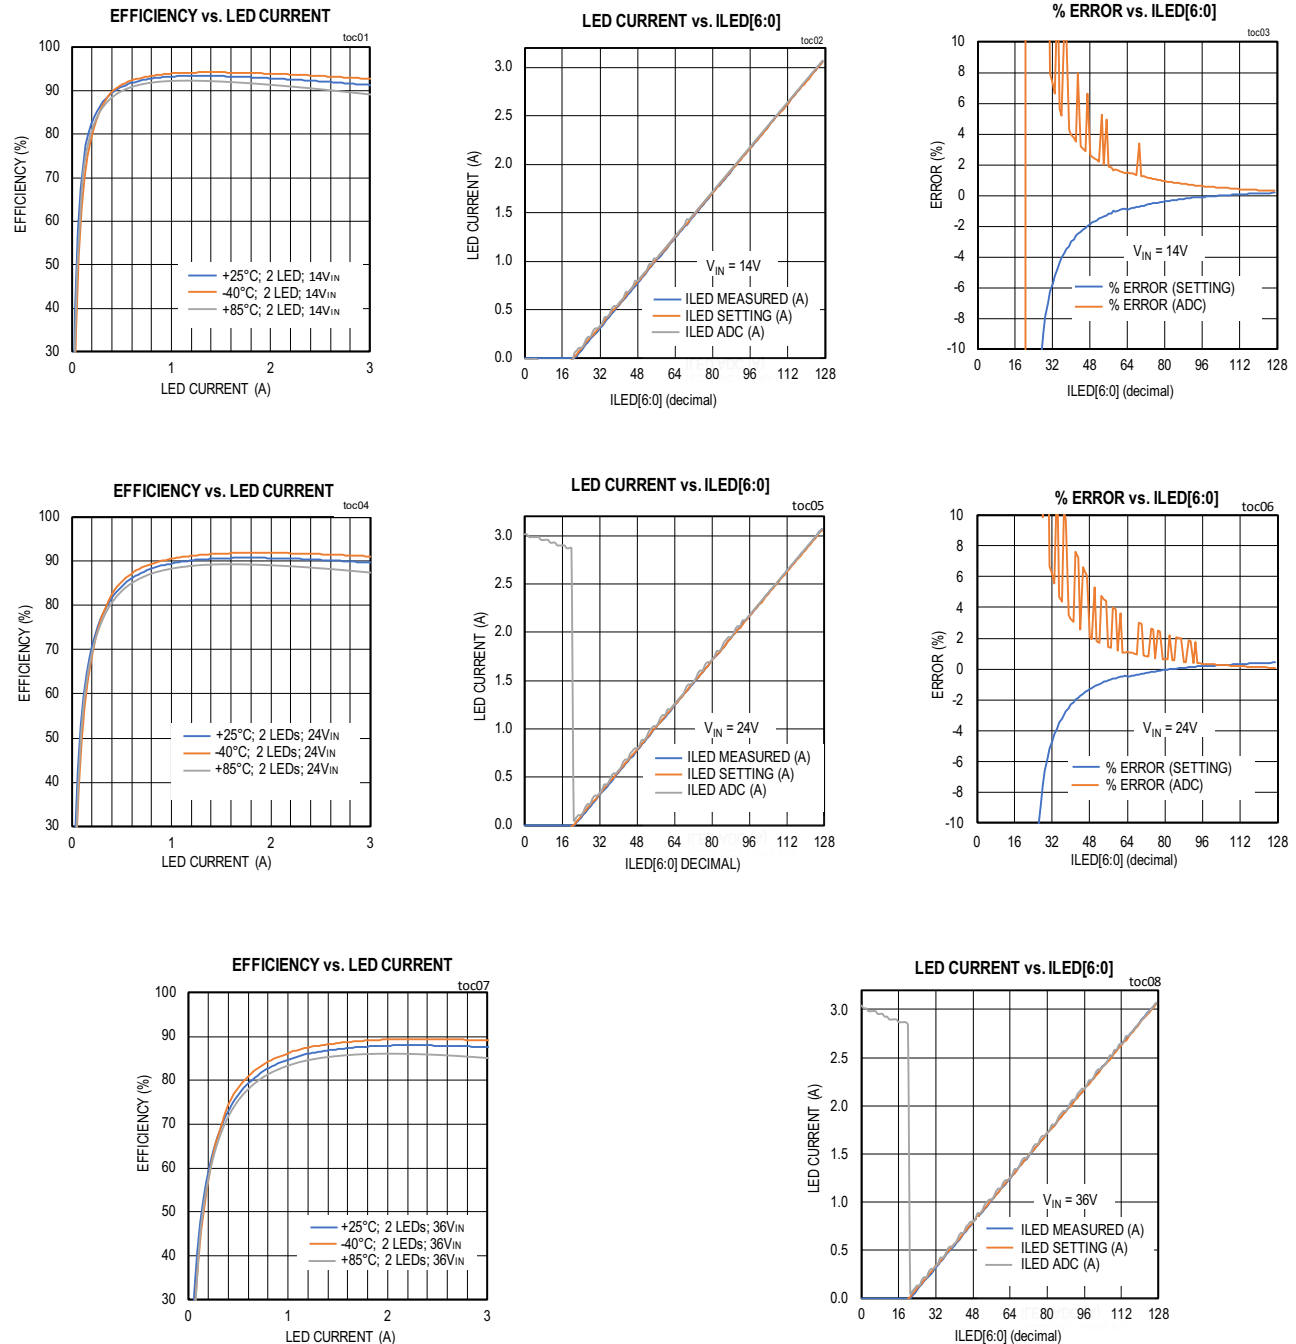 EFFICIENCY vs. LED CURRENT
toc01
100
90
80
70
60
50
40
30
EFFICIENCY (%)
+25°C; 2 LED; 14VIN
-40°C; 2 LED; 14VIN
+85°C; 2 LED; 14VIN
0 1 2 3
LED CURRENT (A)
LED CURRENT vs. ILED[6:0]
toc02
3.0
2.5
2.0
1.5
1.0
0.5
0.0
LED CURRENT (A)
VIN = 14V
ILED MEASURED (A)
ILED SETTING (A)
ILED ADC (A)
0 16 32 48 64 80 96 112 128
ILED[6:0] (decimal)
% ERROR vs. ILED[6:0]
toc03
10
8
6
4
2
0
-2
-4
-6
-8
-10
ERROR (%)
VIN = 14V
% ERROR (SETTING)
% ERROR (ADC)
0 16 32 48 64 80 96 112 128
ILED[6:0] (decimal)
EFFICIENCY vs. LED CURRENT
toc04
100
90
80
70
60
50
40
30
EFFICIENCY (%)
+25°C; 2 LEDs; 24VIN
-40°C; 2 LEDs; 24VIN
+85°C; 2 LEDs; 24VIN
0 1 2 3
LED CURRENT (A)
LED CURRENT vs. ILED[6:0]
toc05
3.0
2.5
2.0
1.5
1.0
0.5
0.0
LED CURRENT (A)
VIN = 24V
ILED MEASURED (A)
ILED SETTING (A)
ILED ADC (A)
0 16 32 48 64 80 96 112 128
ILED[6:0] DECIMAL)
% ERROR vs. ILED[6:0]
toc06
10
8
6
4
2
0
-2
-4
-6
-8
-10
ERROR (%)
VIN = 24V
% ERROR (SETTING)
% ERROR (ADC)
0 16 32 48 64 80 96 112 128
ILED[6:0] (decimal)
EFFICIENCY vs. LED CURRENT
toc07
100
90
80
70
60
50
40
30
EFFICIENCY (%)
+25°C; 2 LEDs; 36VIN
-40°C; 2 LEDs; 36VIN
+85°C; 2 LEDs; 36VIN
0 1 2 3
LED CURRENT (A)
LED CURRENT vs. ILED[6:0]
toc08
3.0
2.5
2.0
1.5
1.0
0.5
0.0
LED CURRENT (A)
VIN = 36V
ILED MEASURED (A)
ILED SETTING (A)
ILED ADC (A)
0 16 32 48 64 80 96 112 128
ILED[6:0] (decimal)